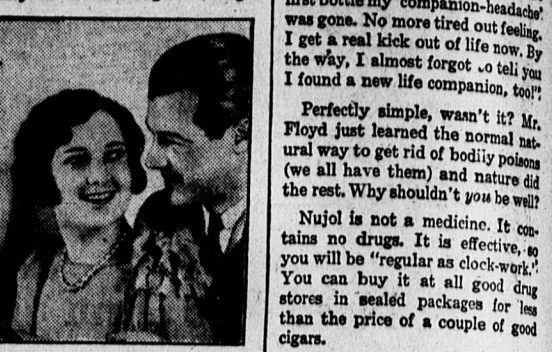 first bottle my companion-headache
was gone. No more tired out feeling.
I get a real kick out of life now. By
the way, I almost forgot to tell you
I found a new life companion, too!"
Perfectly simple, wasn't it? Mr.
Floyd just learned the normal nat-
ural way to get rid of bodily poisons
(we all have them) and nature did
the rest. Why shouldn't you be well?
Nujol is not a medicine. It con-
tains no drugs. It is effective, so
you will be "regular as clock-work."
You can buy it at all good drug
stores in sealed packages for less
than the price of a couple of good
cigars.